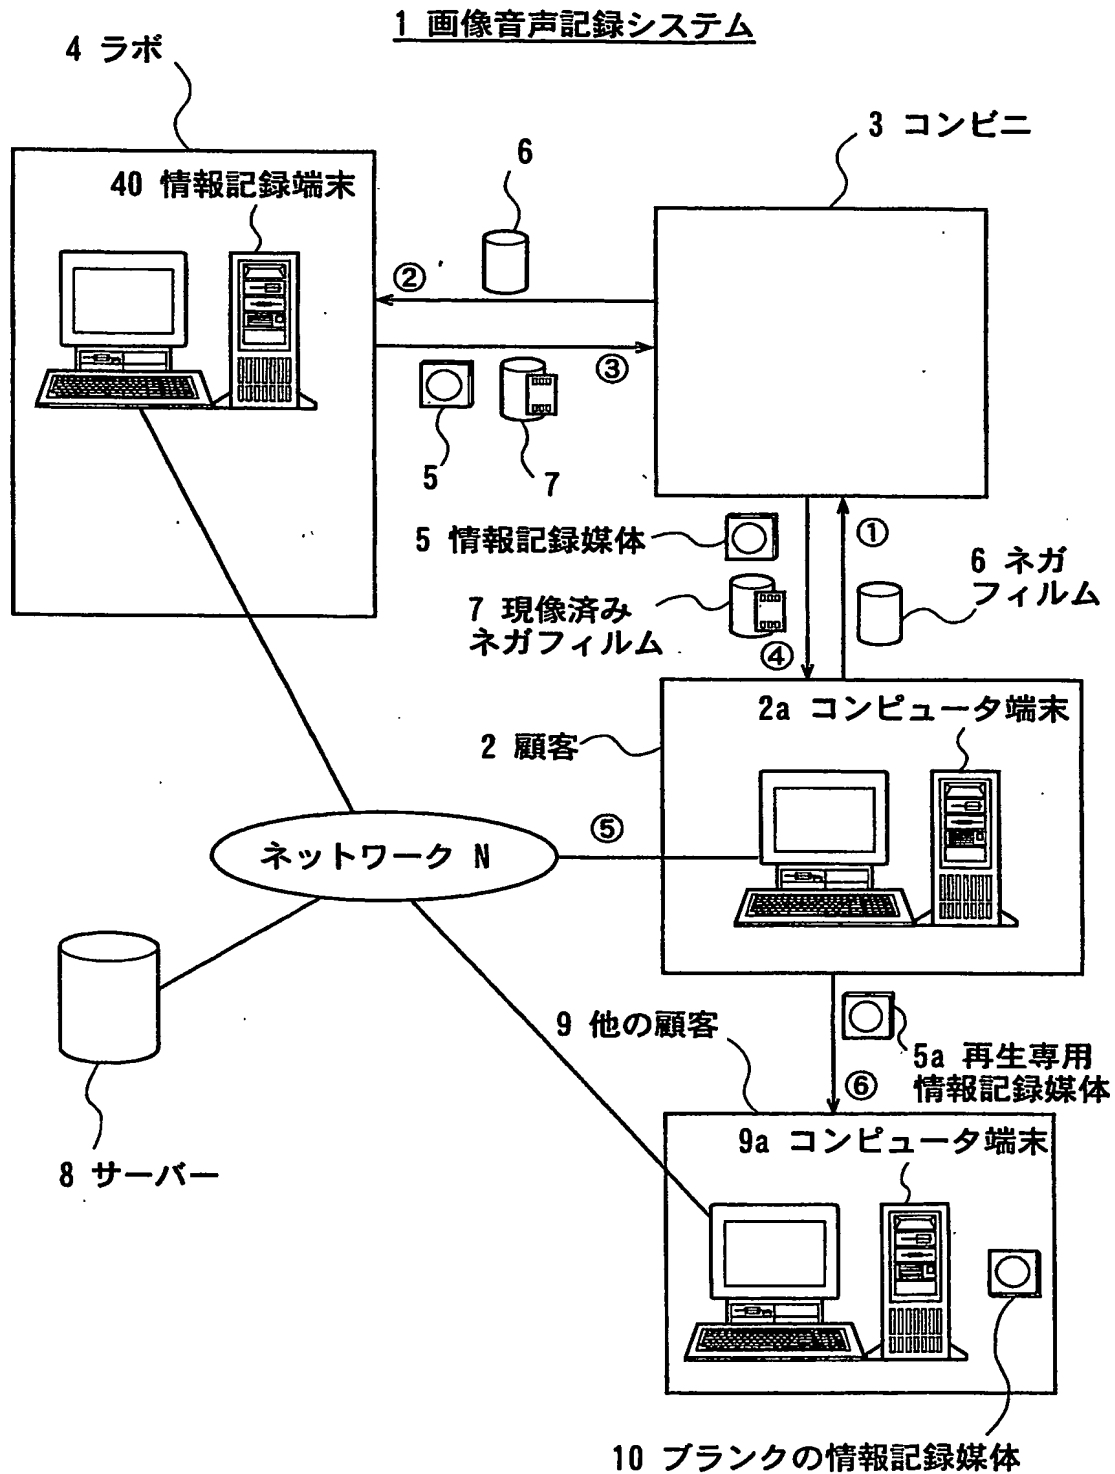 1 画像音声記録システム
4 ラボ
3 コンビニ
6
40 情報記録端末
②
③
5
7
5 情報記録媒体
①
6 ネガ
フィルム
7 現像済み
ネガフィルム
④
2a コンピュータ端末
2 顧客
⑤
ネットワーク N
9 他の顧客
5a 再生専用
情報記録媒体
⑥
9a コンピュータ端末
8 サーバー
10 ブランクの情報記録媒体